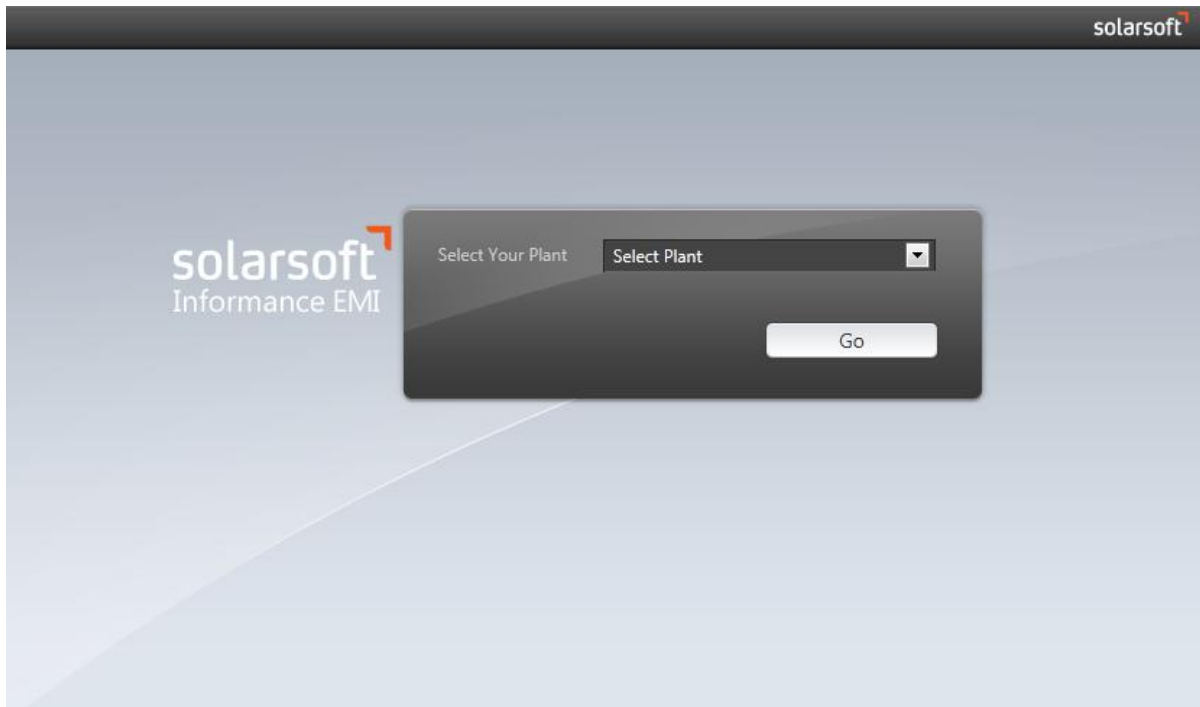 solarsoft
solarsoft
Informance EMI
Select Your Plant
Select Plant
Go